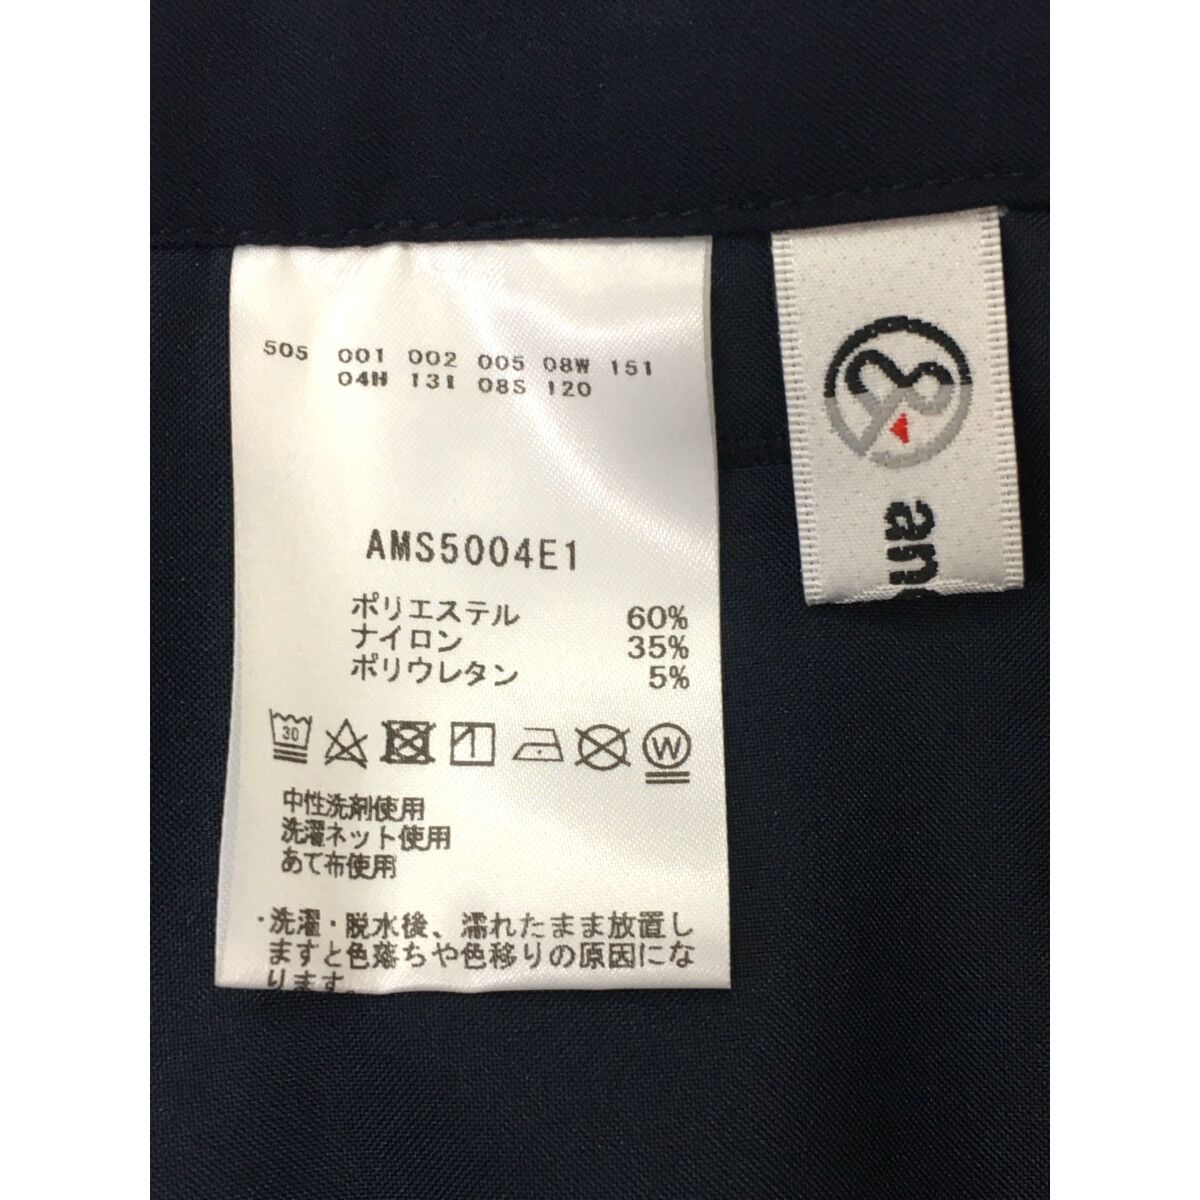 505 001 002 005 08W 151
04H 131 08S 120
AMS5004E1
ポリエステル 60%
ナイロン 35%
ポリウレタン 5%
30
1
W
中性洗剤使用
洗濯ネット使用
あて布使用
・洗濯・脱水後、濡れたまま放置し
ますと色落ちや色移りの原因にな
ります。
an